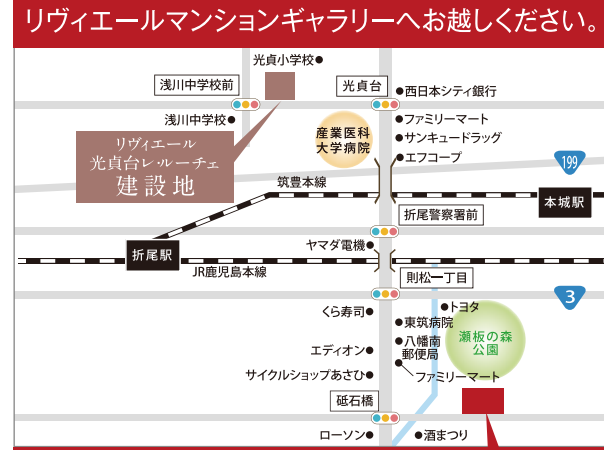 リヴィエールマンションギャラリーへお越しください。
光貞小学校
浅川中学校前
光貞台
西日本シティ銀行
浅川中学校
ファミリーマート
産業医科
大学病院
サンキュードラッグ
エフコープ
リヴィエール
光貞台レ・ルーチェ
建設地
199
筑豊本線
本城駅
折尾警察署前
ヤマダ電機
折尾駅
JR鹿児島本線
則松一丁目
3
トヨタ
くら寿司
東筑病院
瀬板の森
公園
八幡南
郵便局
エディオン
ファミリーマート
サイクルショップあさひ
砥石橋
ローソン
酒まつり